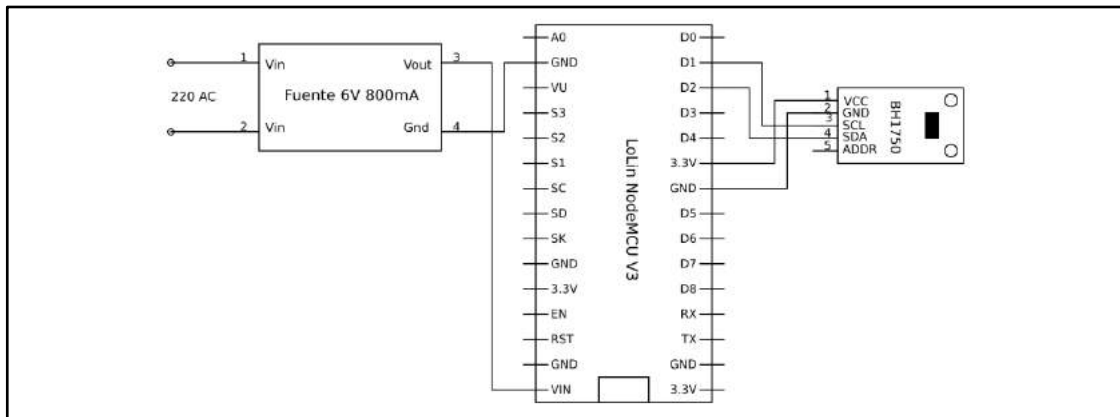 220 AC
1
2
Vin
Vin
Fuente 6V 800mA
Vout
Gnd
3
4
A0
GND
VU
S3
S2
S1
SC
SD
SK
GND
3.3V
EN
RST
GND
VIN
LoLin NodeMCU V3
D0
D1
D2
D3
D4
3.3V
GND
D5
D6
D7
D8
RX
TX
GND
3.3V
1 VCC
2 GND
3 SCL
4 SDA
5 ADDR
BH1750